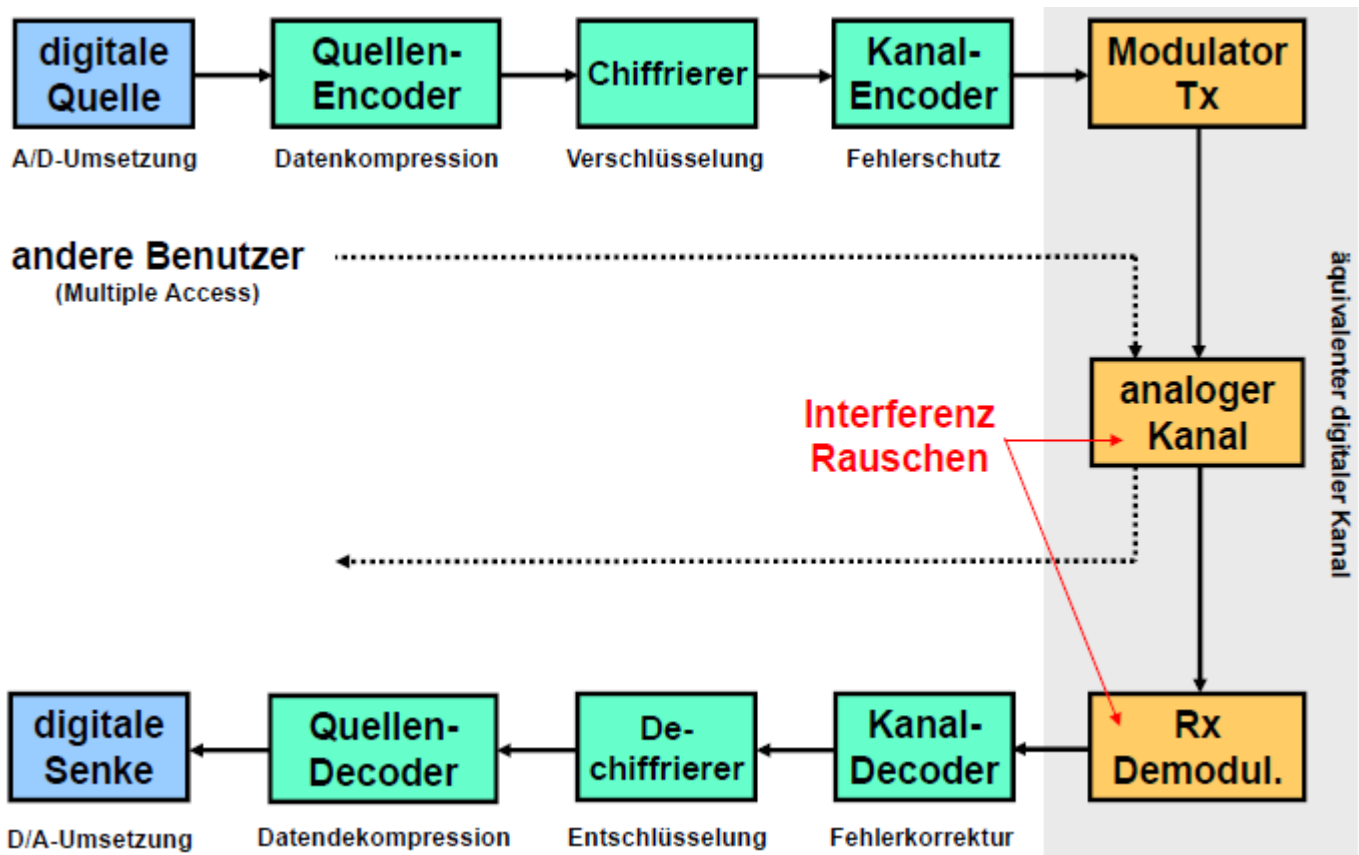 digitale
Quelle
Quellen-
Encoder
Chiffrierer
Kanal-
Encoder
Modulator
Tx
A/D-Umsetzung
Datenkompression
Verschlüsselung
Fehlerschutz
andere Benutzer
(Multiple Access)
äquivalenter digitaler Kanal
analoger
Kanal
Interferenz
Rauschen
digitale
Senke
Quellen-
Decoder
De-
chiffrierer
Kanal-
Decoder
Rx
Demodul.
D/A-Umsetzung
Datendekompression
Entschlüsselung
Fehlerkorrektur